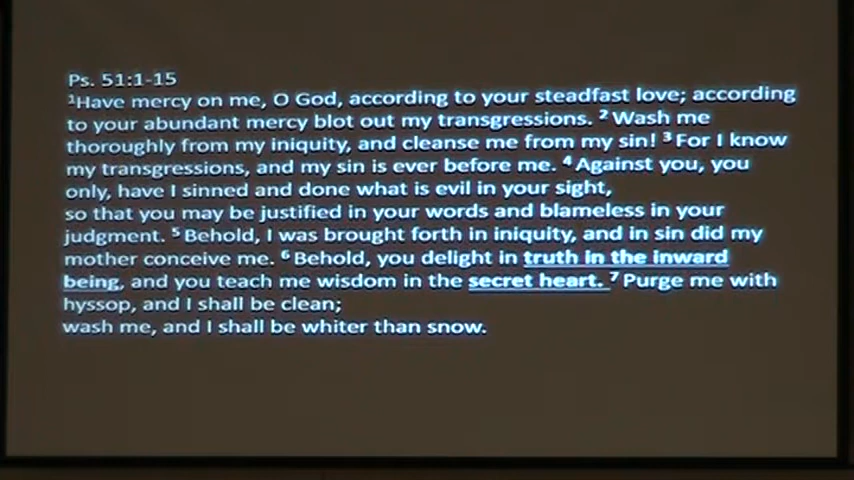 Ps. 51:1-15
¹Have mercy on me, O God, according to your steadfast love; according
to your abundant mercy blot out my transgressions. ² Wash me
thoroughly from my iniquity, and cleanse me from my sin! ³ For I know
my transgressions, and my sin is ever before me. ⁴ Against you, you
only, have I sinned and done what is evil in your sight,
so that you may be justified in your words and blameless in your
judgment. ⁵ Behold, I was brought forth in iniquity, and in sin did my
mother conceive me. ⁶ Behold, you delight in truth in the inward
being, and you teach me wisdom in the secret heart. ⁷ Purge me with
hyssop, and I shall be clean;
wash me, and I shall be whiter than snow.